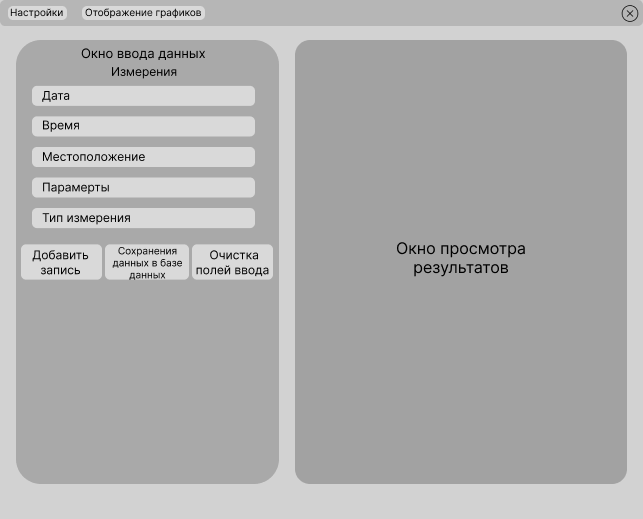 Настройки
Отображение графиков
Окно ввода данных
Измерения
Дата
Время
Местоположение
Парамерты
Тип измерения
Добавить
запись
Сохранения
данных в базе
данных
Очистка
полей ввода
Окно просмотра
результатов